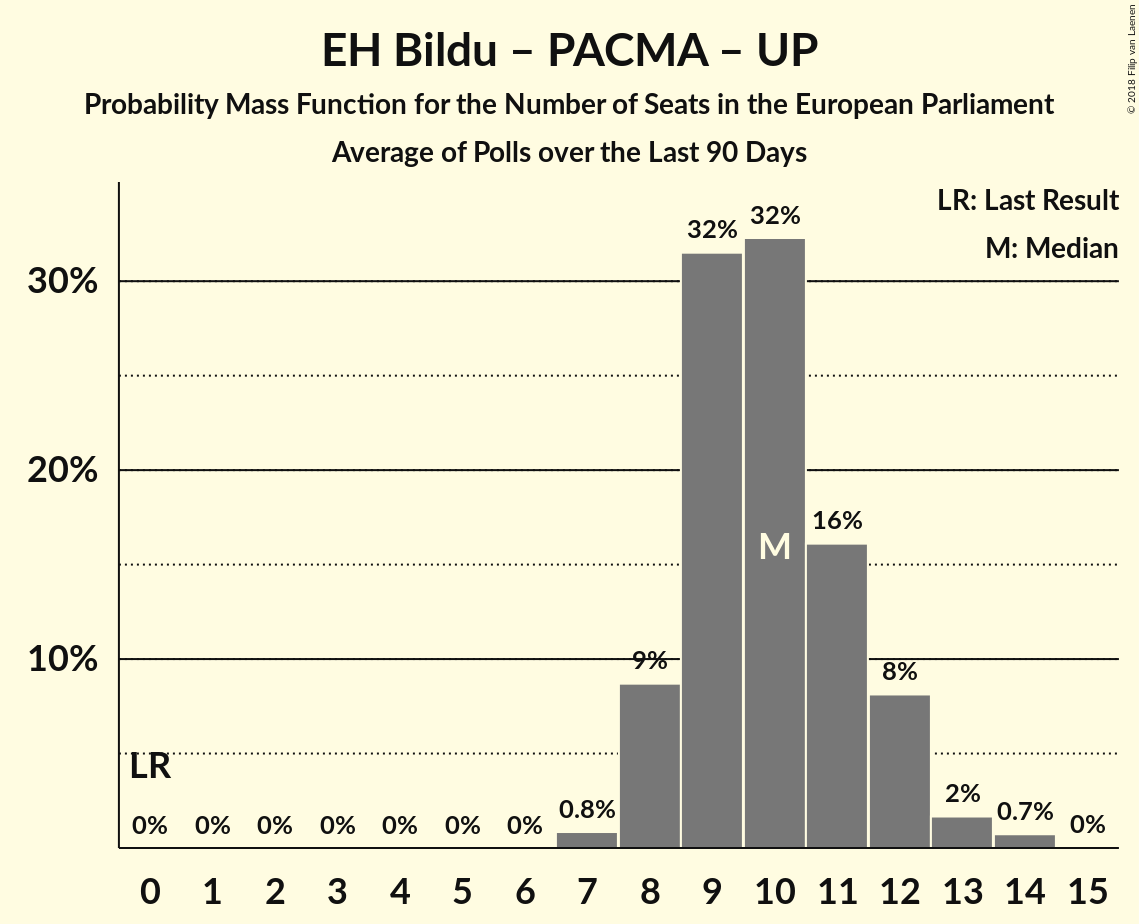 EH Bildu – PACMA – UP
Probability Mass Function for the Number of Seats in the European Parliament
Average of Polls over the Last 90 Days
© 2018 Filip van Laenen
LR: Last Result
M: Median
32% 32%
30%
20%
16%
M
10%
9% 8%
LR
0% 0% 0% 0% 0% 0% 0% 0.8% 2% 0.7% 0%
0 1 2 3 4 5 6 7 8 9 10 11 12 13 14 15